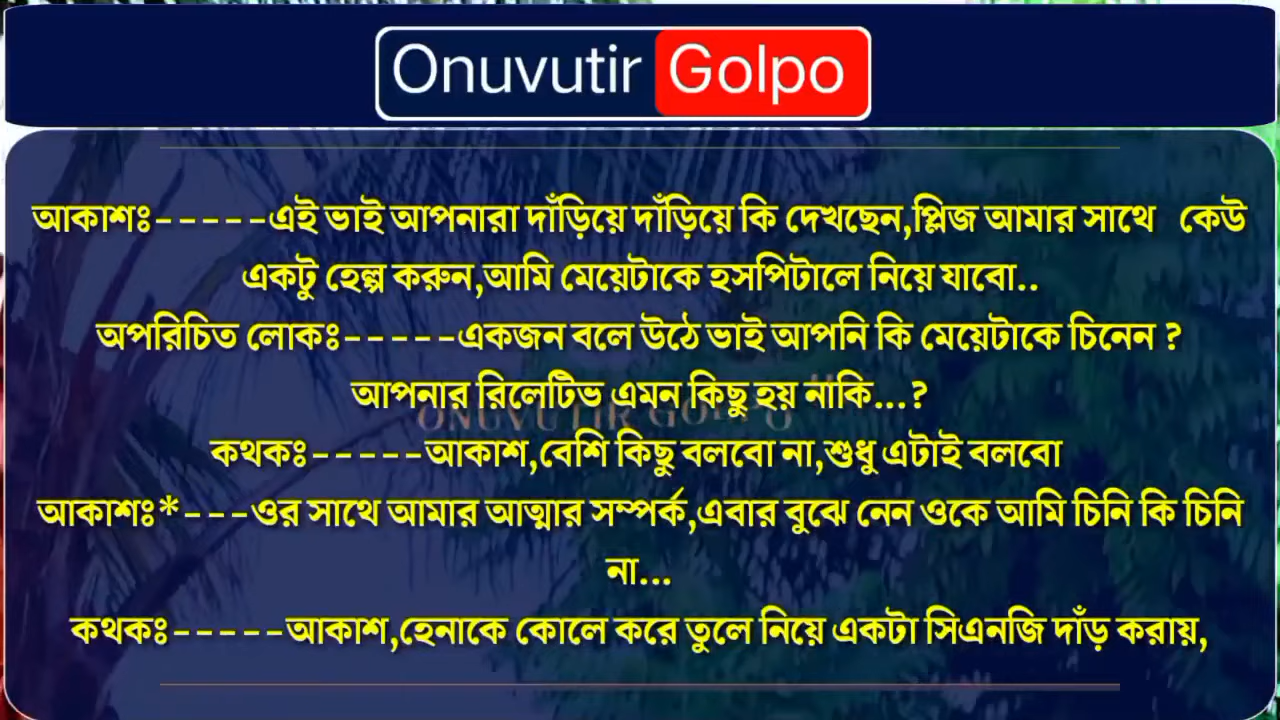 Onuvutir Golpo
আকাশঃ-----এই ভাই আপনারা দাঁড়িয়ে দাঁড়িয়ে কি দেখছেন,প্লিজ আমার সাথে কেউ
একটু হেল্প করুন,আমি মেয়েটাকে হসপিটালে নিয়ে যাবো..
অপরিচিত লোকঃ-----একজন বলে উঠে ভাই আপনি কি মেয়েটাকে চিনেন ?
আপনার রিলেটিভ এমন কিছু হয় নাকি...?
ONUVUTIR GOLPO
কথকঃ-----আকাশ,বেশি কিছু বলবো না,শুধু এটাই বলবো
আকাশঃ*---ওর সাথে আমার আত্মার সম্পর্ক,এবার বুঝে নেন ওকে আমি চিনি কি চিনি
না...
কথকঃ-----আকাশ,হেনাকে কোলে করে তুলে নিয়ে একটা সিএনজি দাঁড় করায়,